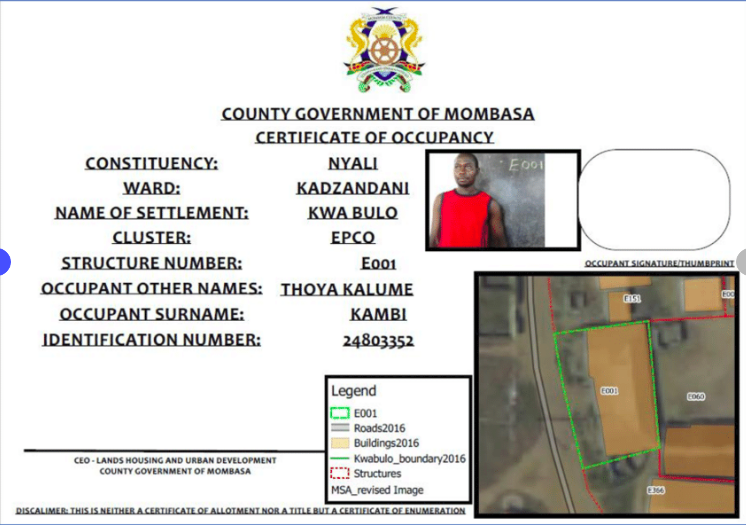 COUNTY GOVERNMENT OF MOMBASA
CERTIFICATE OF OCCUPANCY
CONSTITUENCY: NYALI
WARD: KADZANDANI
NAME OF SETTLEMENT: KWA BULO
CLUSTER: EPCO
STRUCTURE NUMBER: E001
OCCUPANT OTHER NAMES: THOYA KALUME
OCCUPANT SURNAME: KAMBI
IDENTIFICATION NUMBER: 24803352
E001
OCCUPANT SIGNATURE/THUMBPRINT
E151
E001
E060
E366
Legend
E001
Roads2016
Buildings2016
Kwabulo_boundary2016
Structures
MSA_revised Image
CEO - LANDS HOUSING AND URBAN DEVELOPMENT
COUNTY GOVERNMENT OF MOMBASA
DISCALIMER: THIS IS NEITHER A CERTIFICATE OF ALLOTMENT NOR A TITLE BUT A CERTIFICATE OF ENUMERATION